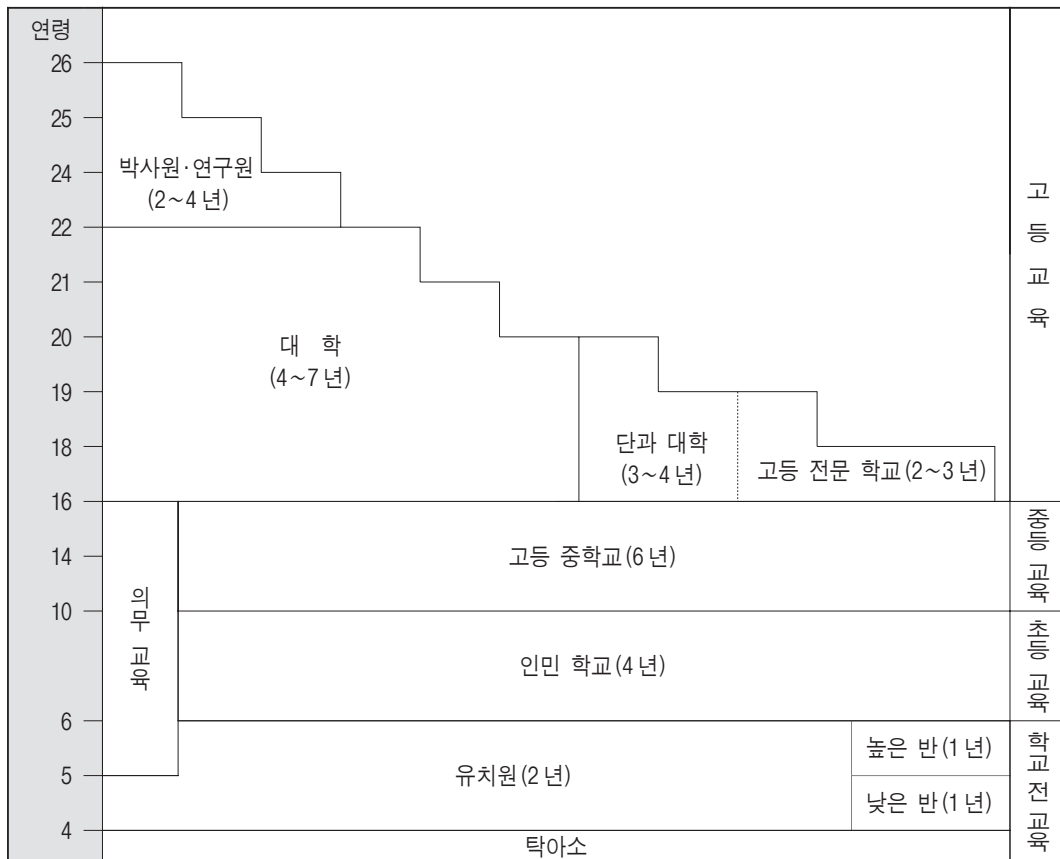 연령
26
25
24
22
21
20
19
18
16
14
10
6
5
4
박사원·연구원
(2~4년)
대 학
(4~7년)
단과 대학
(3~4년)
고등 전문 학교(2~3년)
의무 교육
고등 중학교(6년)
인민 학교(4년)
유치원(2년)
높은 반(1년)
낮은 반(1년)
탁아소
고등교육
중등 교육
초등 교육
학교 전 교육